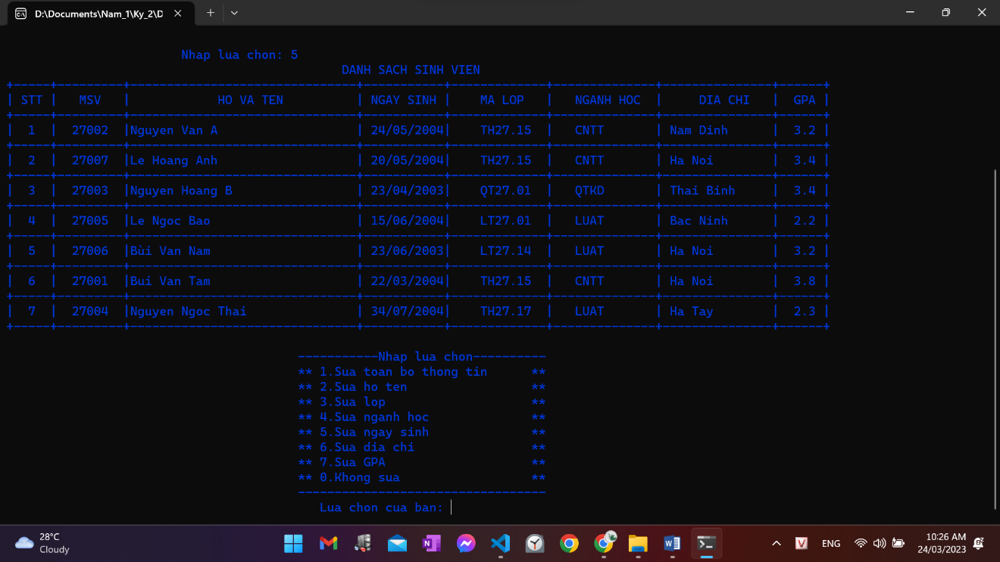 D:\Documents\Nam_1\Ky_2\D
Nhap lua chon: 5
DANH SACH SINH VIEN
| STT | MSV | HO VA TEN | NGAY SINH | MA LOP | NGANH HOC | DIA CHI | GPA |
| 1 | 27002 |Nguyen Van A | 24/05/2004| TH27.15 | CNTT | Nam Dinh | 3.2 |
| 2 | 27007 |Le Hoang Anh | 20/05/2004| TH27.15 | CNTT | Ha Noi | 3.4 |
| 3 | 27003 |Nguyen Hoang B | 23/04/2003| QT27.01 | QTKD | Thai Binh | 3.4 |
| 4 | 27005 |Le Ngoc Bao | 15/06/2004| LT27.01 | LUAT | Bac Ninh | 2.2 |
| 5 | 27006 |Bùi Van Nam | 23/06/2003| LT27.14 | LUAT | Ha Noi | 3.2 |
| 6 | 27001 |Bui Van Tam | 22/03/2004| TH27.15 | CNTT | Ha Noi | 3.8 |
| 7 | 27004 |Nguyen Ngoc Thai | 34/07/2004| TH27.17 | LUAT | Ha Tay | 2.3 |
-----------Nhap lua chon----------
** 1.Sua toan bo thong tin **
** 2.Sua ho ten **
** 3.Sua lop **
** 4.Sua nganh hoc **
** 5.Sua ngay sinh **
** 6.Sua dia chi **
** 7.Sua GPA **
** 0.Khong sua **
Lua chon cua ban:
28°C
Cloudy
ENG
10:26 AM
24/03/2023